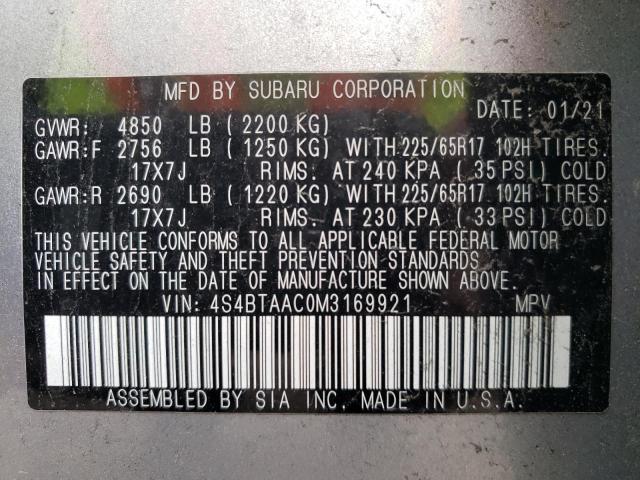 MFD BY SUBARU CORPORATION
DATE: 01/21
GVWR: 4850 LB ( 2200 KG)
GAWR:F 2756 LB ( 1250 KG) WITH 225/65R17 102H TIRES.
17X7J RIMS. AT 240 KPA ( 35 PSI) COLD
GAWR:R 2690 LB ( 1220 KG) WITH 225/65R17 102H TIRES.
17X7J RIMS. AT 230 KPA ( 33 PSI) COLD
THIS VEHICLE CONFORMS TO ALL APPLICABLE FEDERAL MOTOR
VEHICLE SAFETY AND THEFT PREVENTION STANDARDS
IN EFFECT ON THE DATE OF MANUFACTURE SHOWN ABOVE.
VIN: 4S4BTAAC0M3169921 MPV
ASSEMBLED BY SIA INC. MADE IN U.S.A.